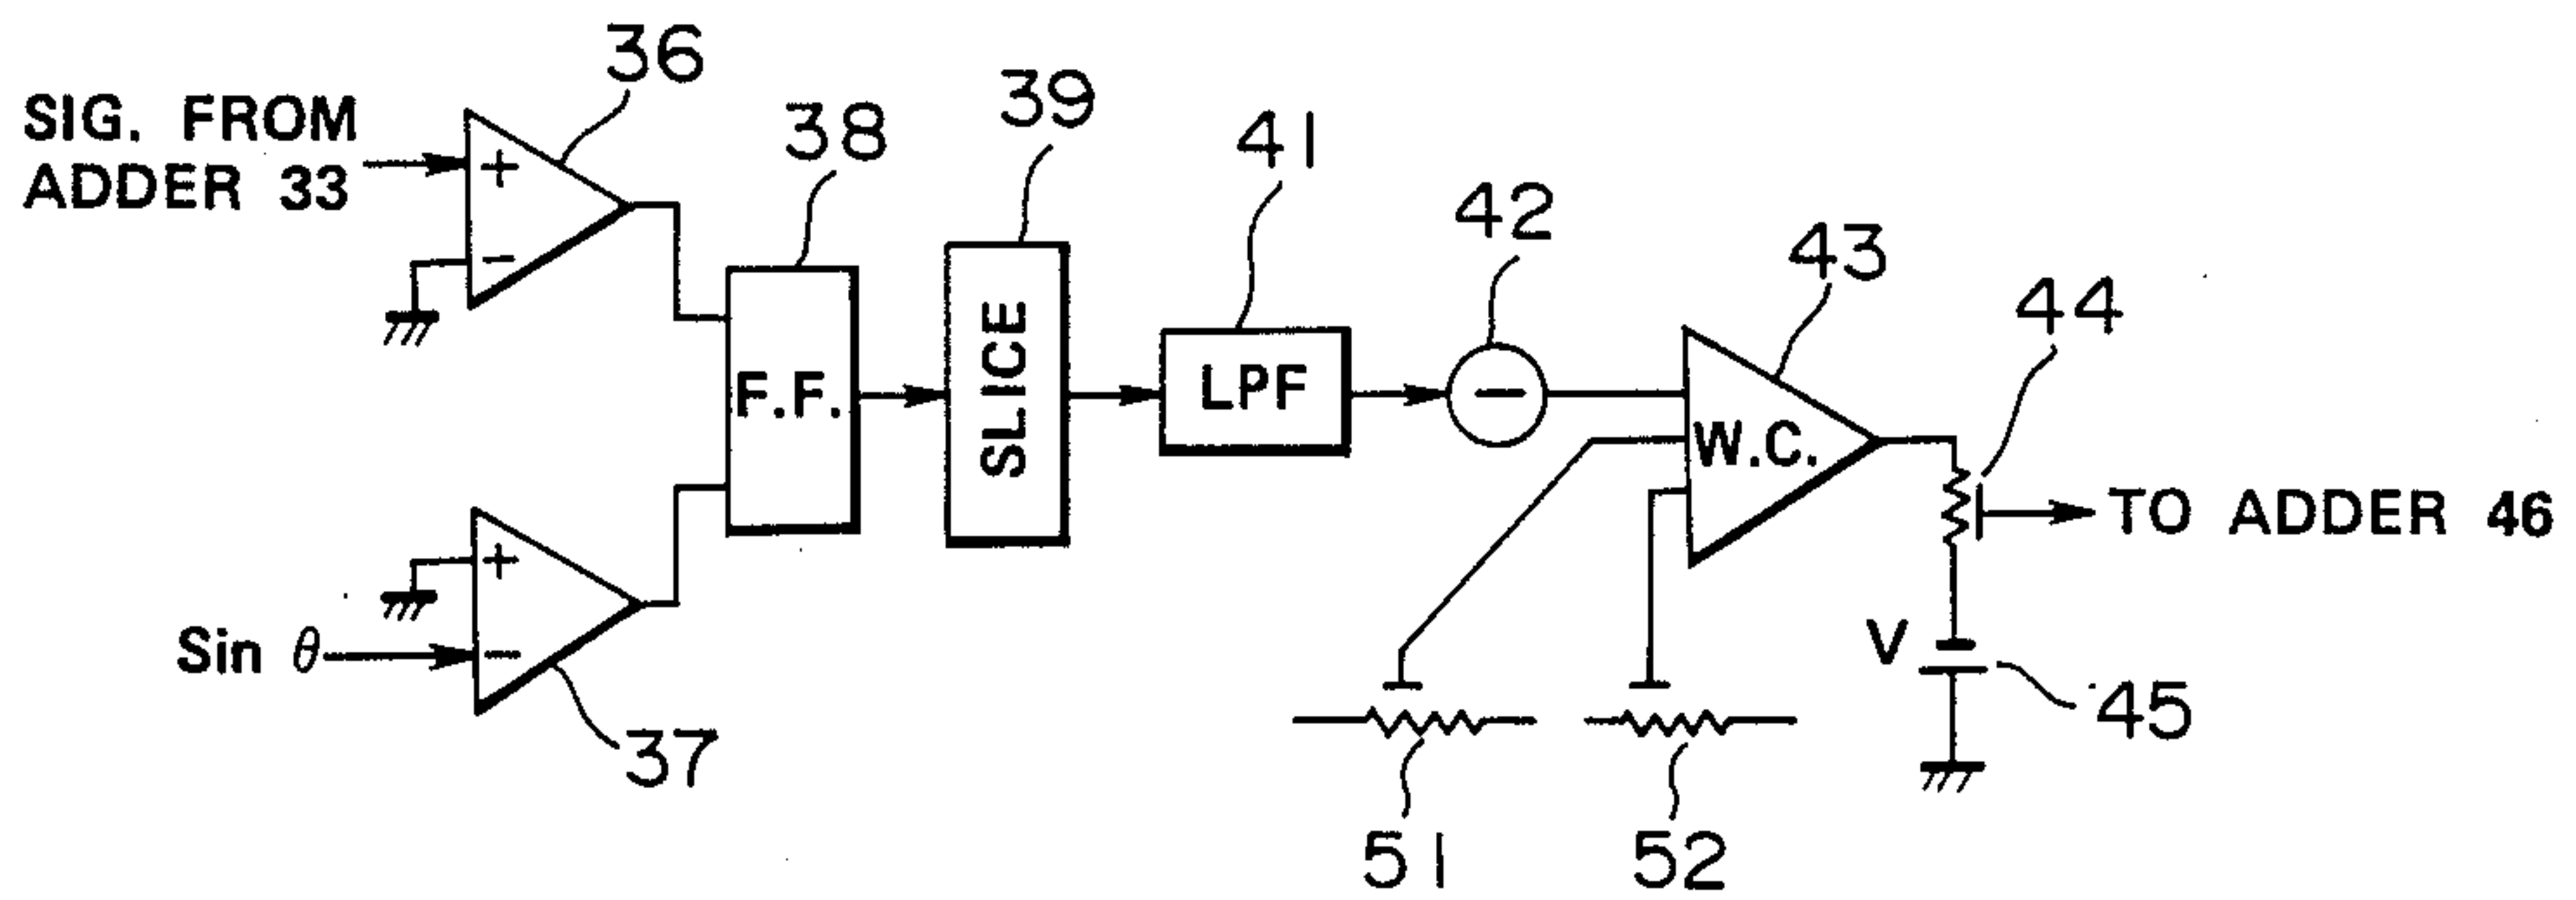 36
SIG. FROM
ADDER 33
+
−
38
39
41
42
43
44
F.F.
SLICE
LPF
−
W.C.
TO ADDER 46
+
Sin θ
−
37
V
45
51
52